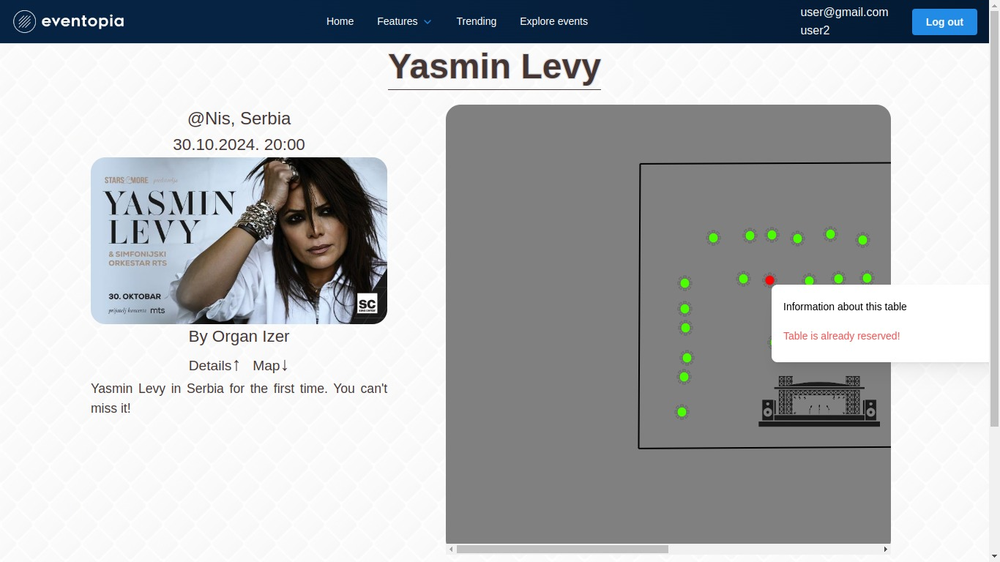 eventopia
Home
Features
Trending
Explore events
user@gmail.com
user2
Log out
Yasmin Levy
@Nis, Serbia
30.10.2024. 20:00
STARS&MORE predstavlja
YASMIN
LEVY
& SIMFONIJSKI
ORKESTAR RTS
30. OKTOBAR
prijatelj koncerta mts
SC
sava centar
By Organ Izer
Details↑ Map↓
Yasmin Levy in Serbia for the first time. You can't
miss it!
Information about this table
Table is already reserved!